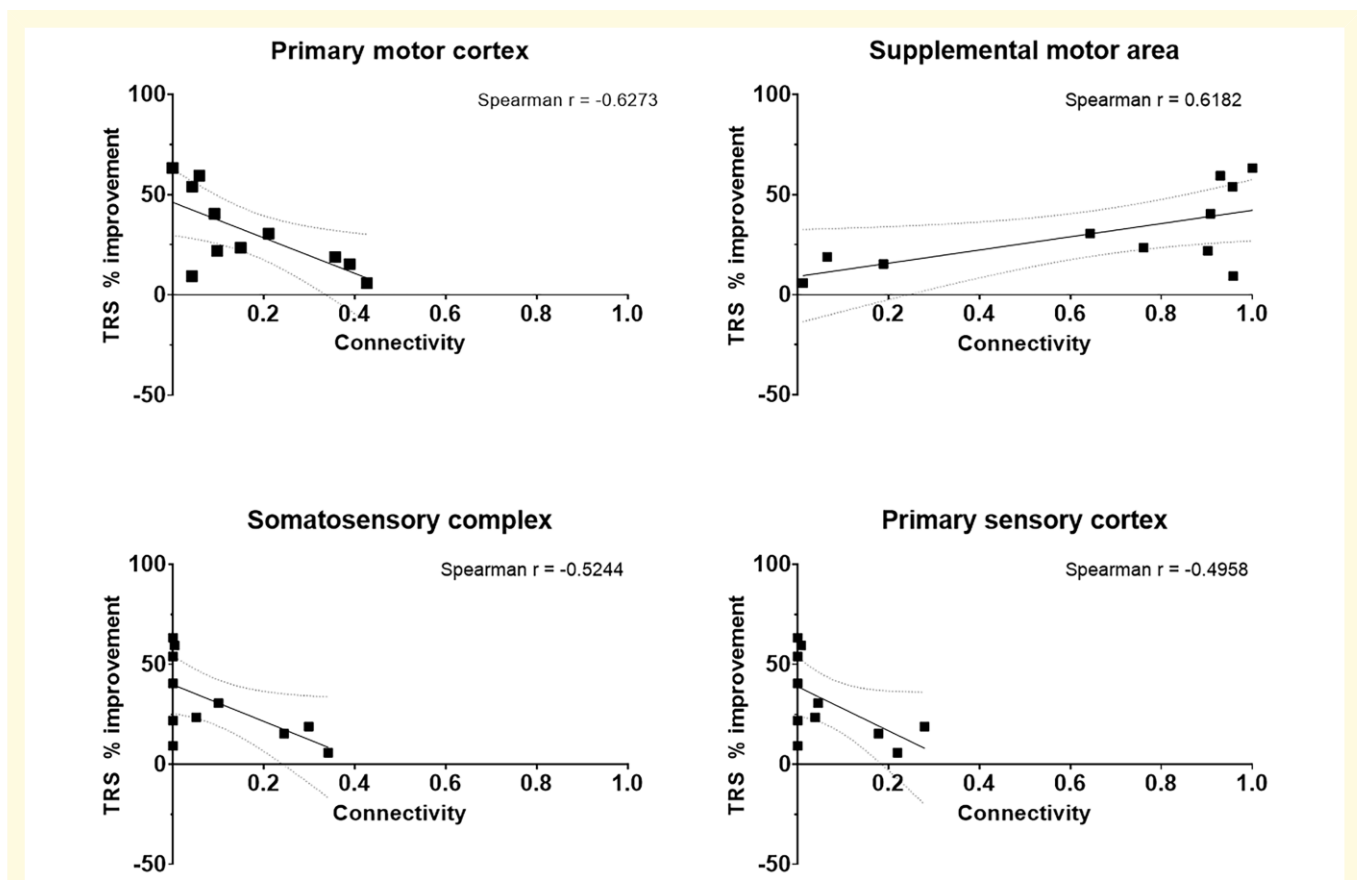 Primary motor cortex
Spearman r = -0.6273
100
50
0
-50
TRS % improvement
0.2 0.4 0.6 0.8 1.0
Connectivity
Supplemental motor area
Spearman r = 0.6182
100
50
0
-50
TRS % improvement
0.2 0.4 0.6 0.8 1.0
Connectivity
Somatosensory complex
Spearman r = -0.5244
100
50
0
-50
TRS % improvement
0.2 0.4 0.6 0.8 1.0
Connectivity
Primary sensory cortex
Spearman r = -0.4958
100
50
0
-50
TRS % improvement
0.2 0.4 0.6 0.8 1.0
Connectivity